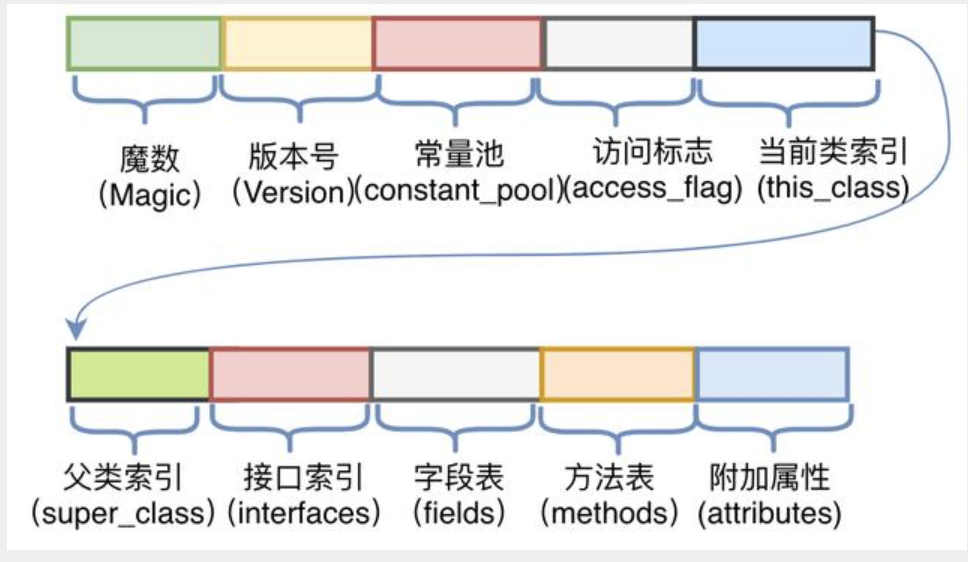 魔数
（Magic）
版本号
（Version）
常量池
(constant_pool)
访问标志
(access_flag)
当前类索引
(this_class)
父类索引
（super_class）
接口索引
（interfaces）
字段表
（fields）
方法表
（methods）
附加属性
(attributes)